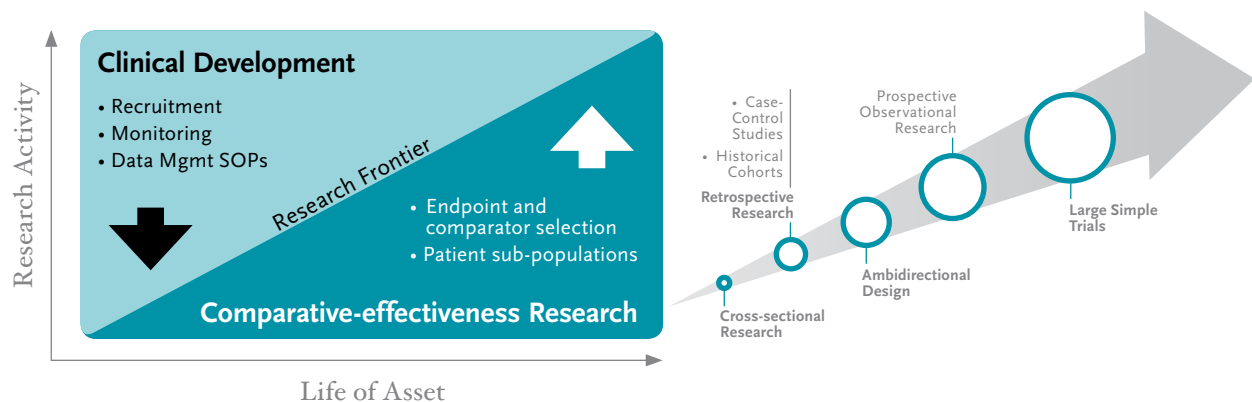 Research Activity
Clinical Development
• Recruitment
• Monitoring
• Data Mgmt SOPs
Research Frontier
• Endpoint and
comparator selection
• Patient sub-populations
Comparative-effectiveness Research
Life of Asset
Cross-sectional
Research
• Case-
Control
Studies
• Historical
Cohorts
Retrospective
Research
Ambidirectional
Design
Prospective
Observational
Research
Large Simple
Trials